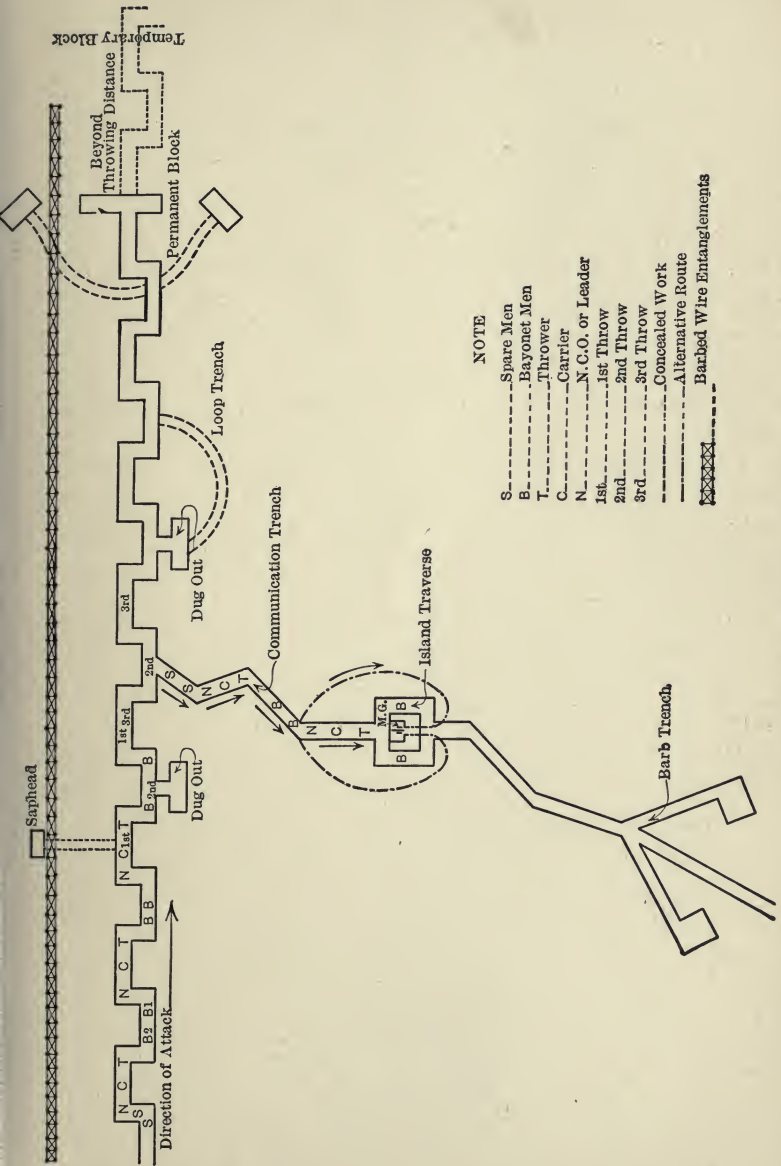 Temporary Block
Beyond
Throwing Distance
Permanent Block
Loop Trench
Dug Out
3rd
2nd
1st 3rd
Saphead
B
B 2nd
Dug Out
N C 1st T
B B
N C T
B2 B1
N C T
S
S
Direction of Attack
S
S
N
C
T
Communication Trench
B
B
N
C
T
M.G.
B
B
Island Traverse
Barb Trench
NOTE
S Spare Men
B Bayonet Men
T Thrower
C Carrier
N N.C.O. or Leader
1st 1st Throw
2nd 2nd Throw
3rd 3rd Throw
Concealed Work
Alternative Route
Barbed Wire Entanglements